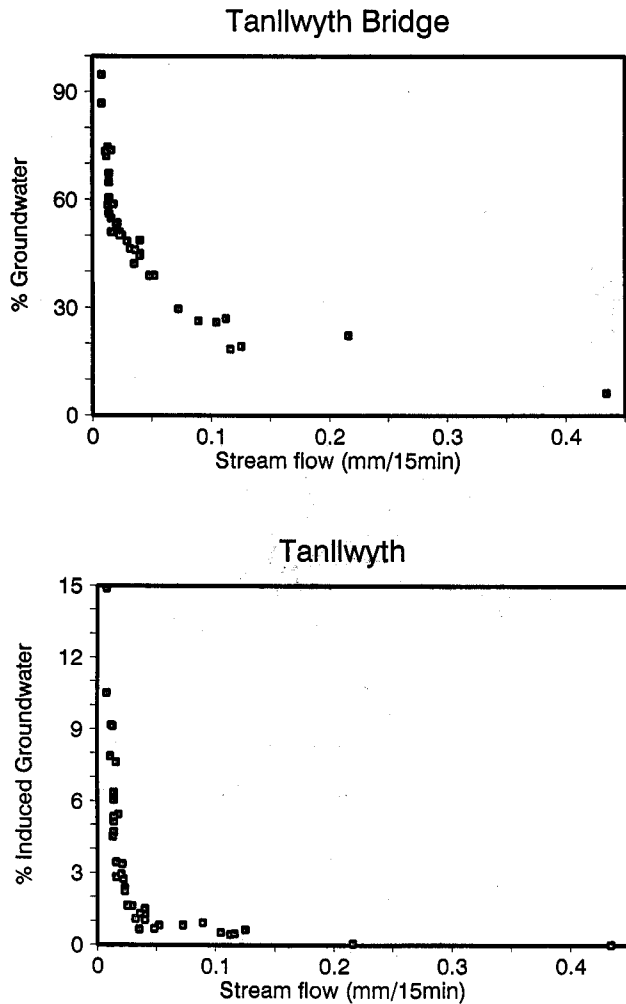 Tanllwyth Bridge
% Groundwater
90
60
30
0
0 0.1 0.2 0.3 0.4
Stream flow (mm/15min)
Tanllwyth
% Induced Groundwater
15
12
9
6
3
0
0 0.1 0.2 0.3 0.4
Stream flow (mm/15min)